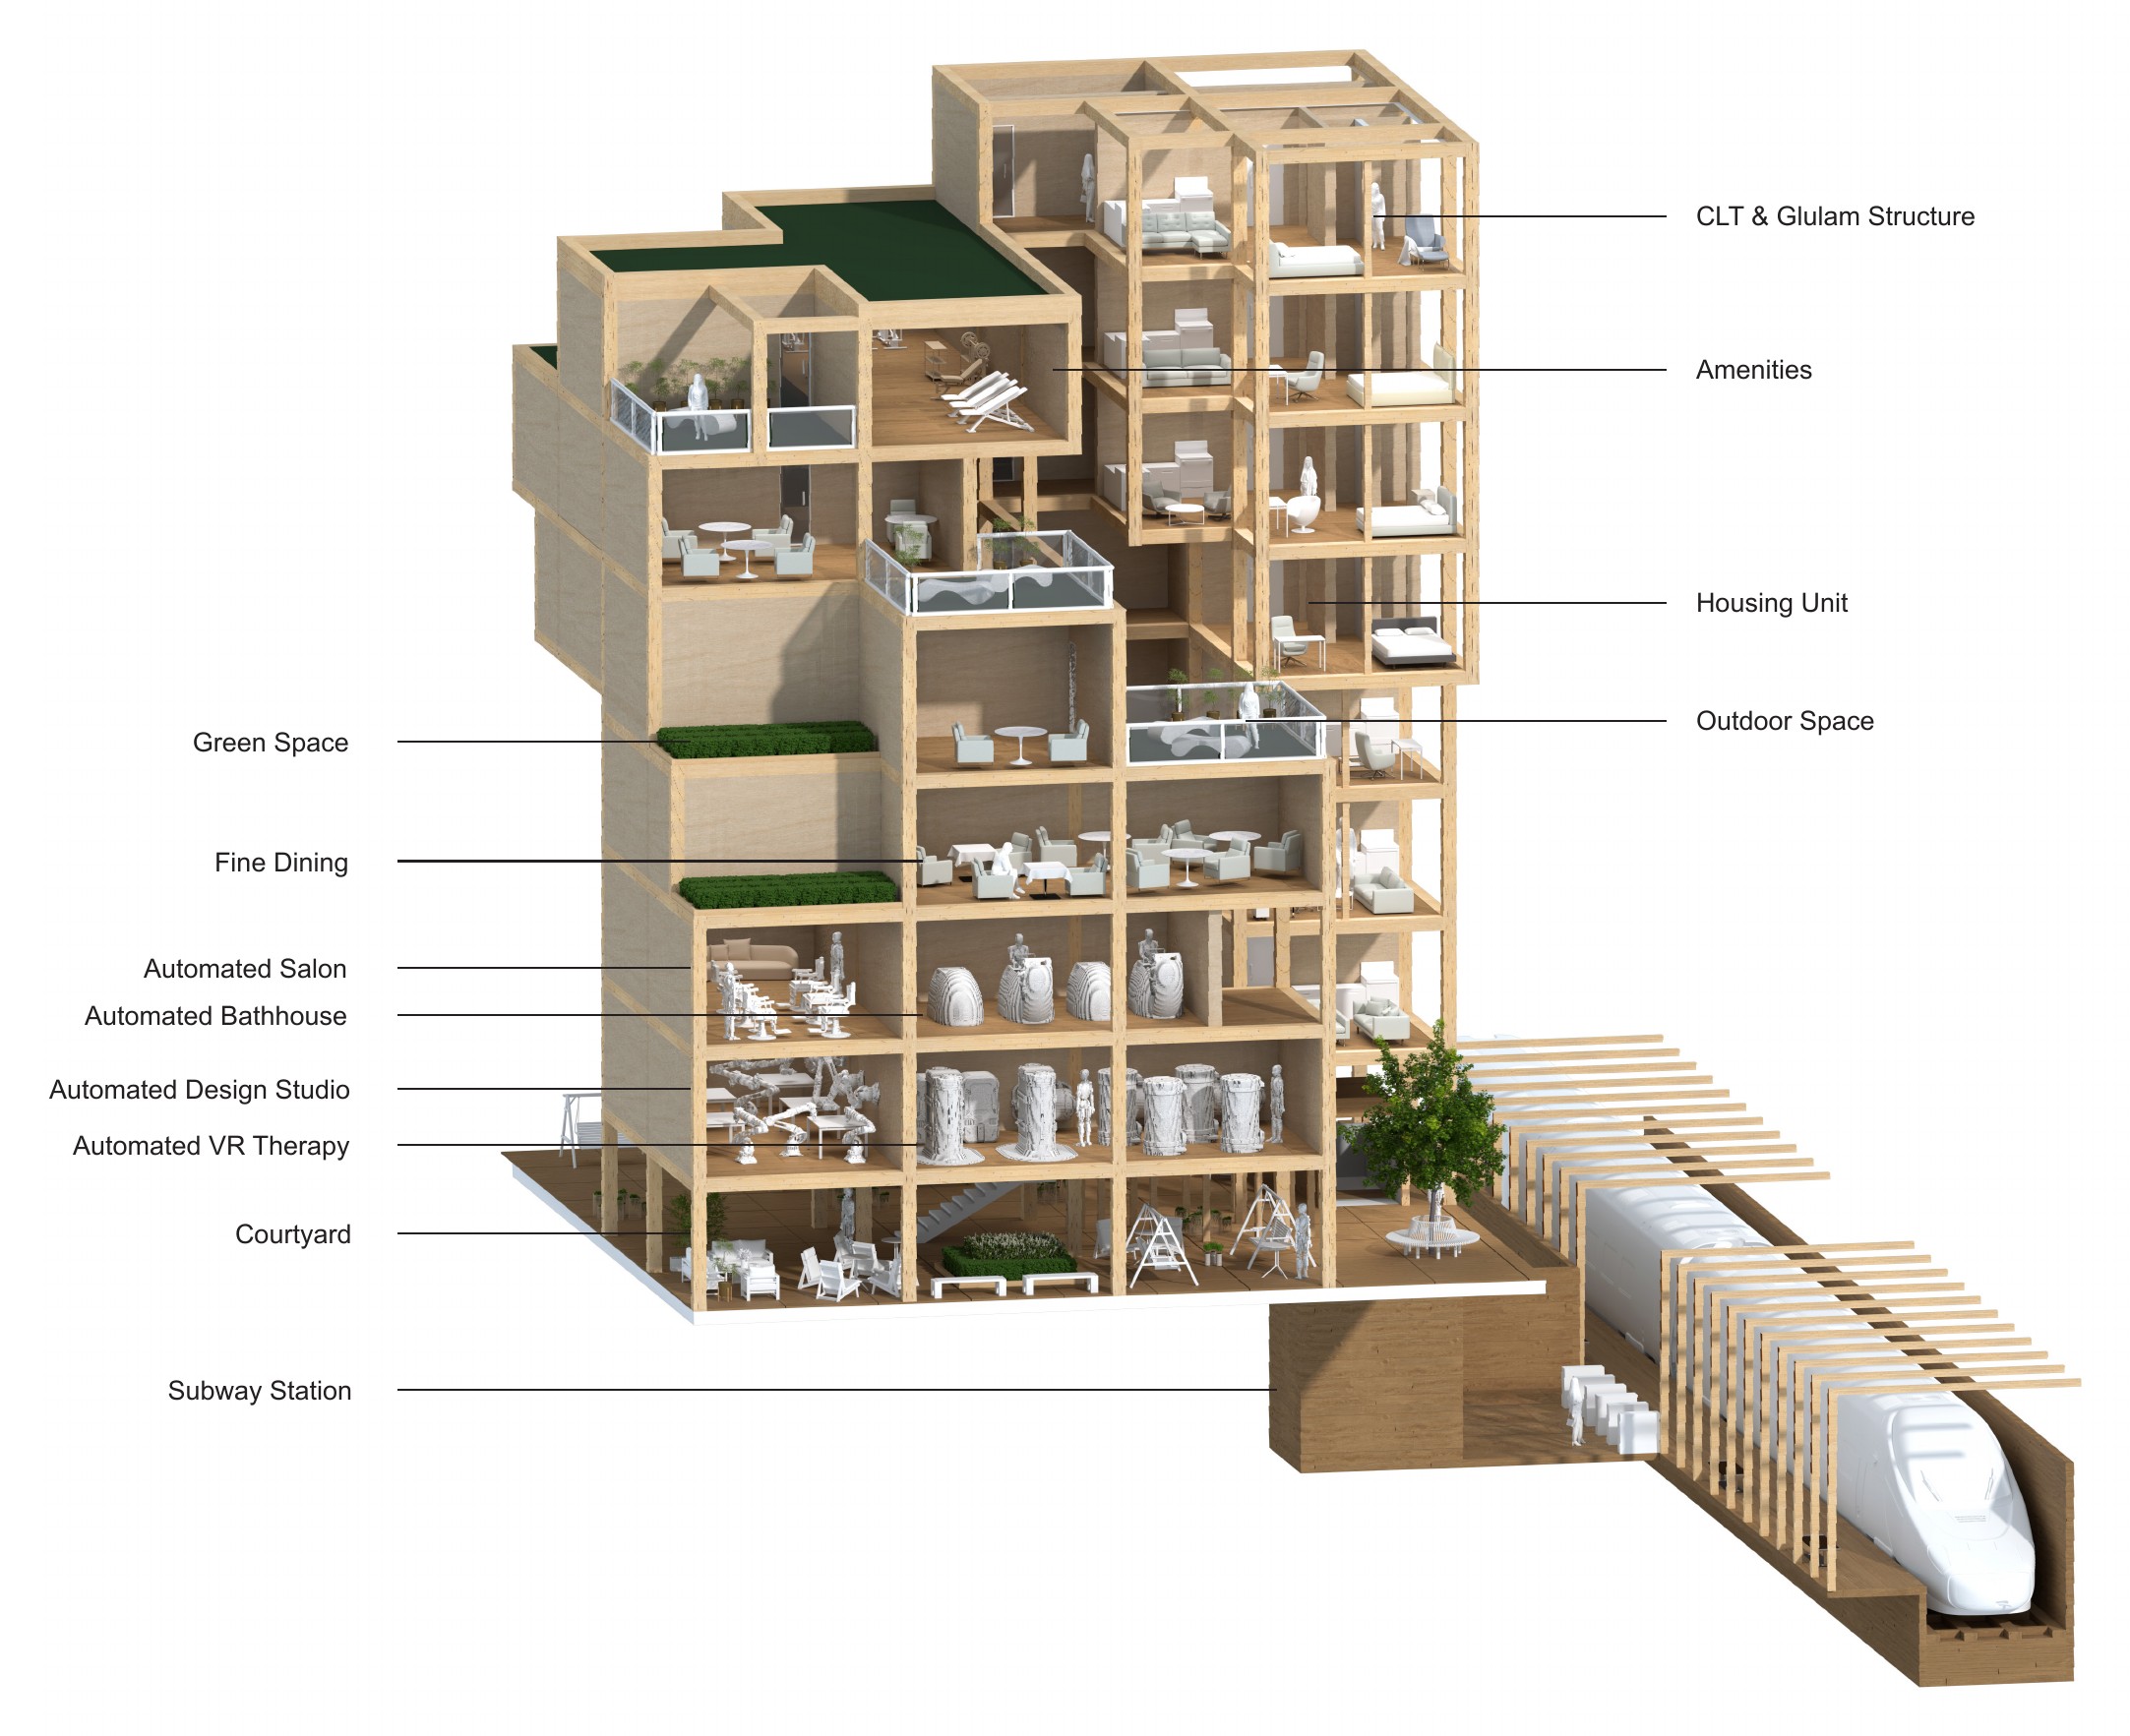 CLT & Glulam Structure
Amenities
Housing Unit
Outdoor Space
Green Space
Fine Dining
Automated Salon
Automated Bathhouse
Automated Design Studio
Automated VR Therapy
Courtyard
Subway Station